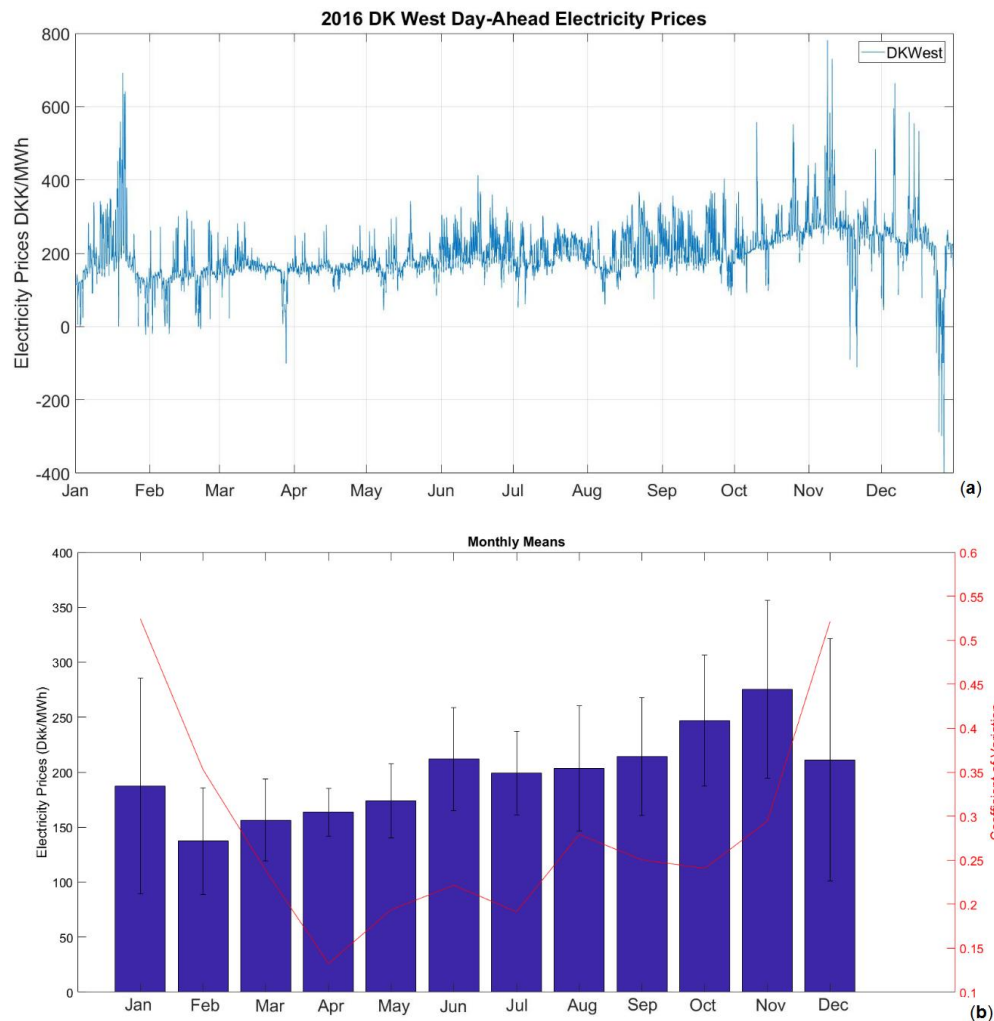 2016 DK West Day-Ahead Electricity Prices
DKWest
Electricity Prices DKK/MWh
800
600
400
200
0
-200
-400
Jan Feb Mar Apr May Jun Jul Aug Sep Oct Nov Dec
(a)
Monthly Means
Electricity Prices (Dkk/MWh)
400
350
300
250
200
150
100
50
0
0.6
0.55
0.5
0.45
0.4
0.35
0.3
0.25
0.2
0.15
0.1
Coefficient of Variation
Jan Feb Mar Apr May Jun Jul Aug Sep Oct Nov Dec
(b)